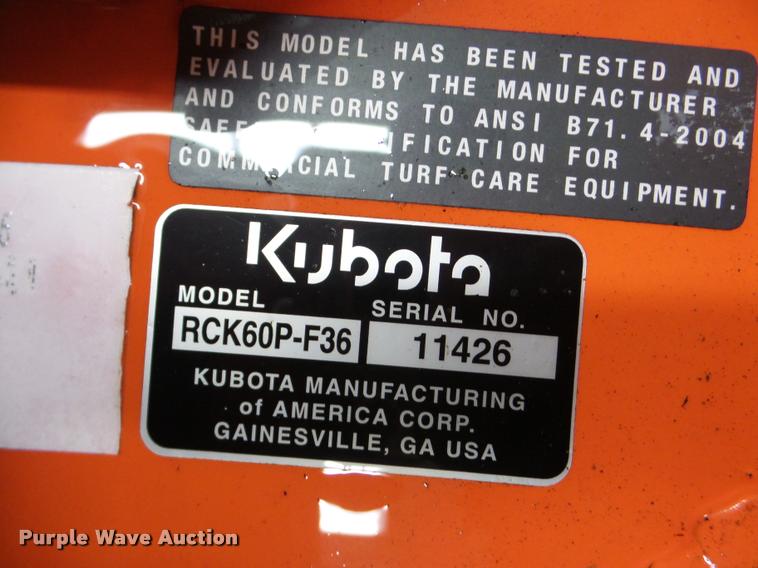 THIS MODEL HAS BEEN TESTED AND
EVALUATED BY THE MANUFACTURER
AND CONFORMS TO ANSI B71.4-2004
FOR
TURF CARE EQUIPMENT.
Kubota
MODEL
SERIAL NO.
RCK60P-F36
11426
KUBOTA MANUFACTURING
of AMERICA CORP.
GAINESVILLE, GA USA
Purple Wave Auction